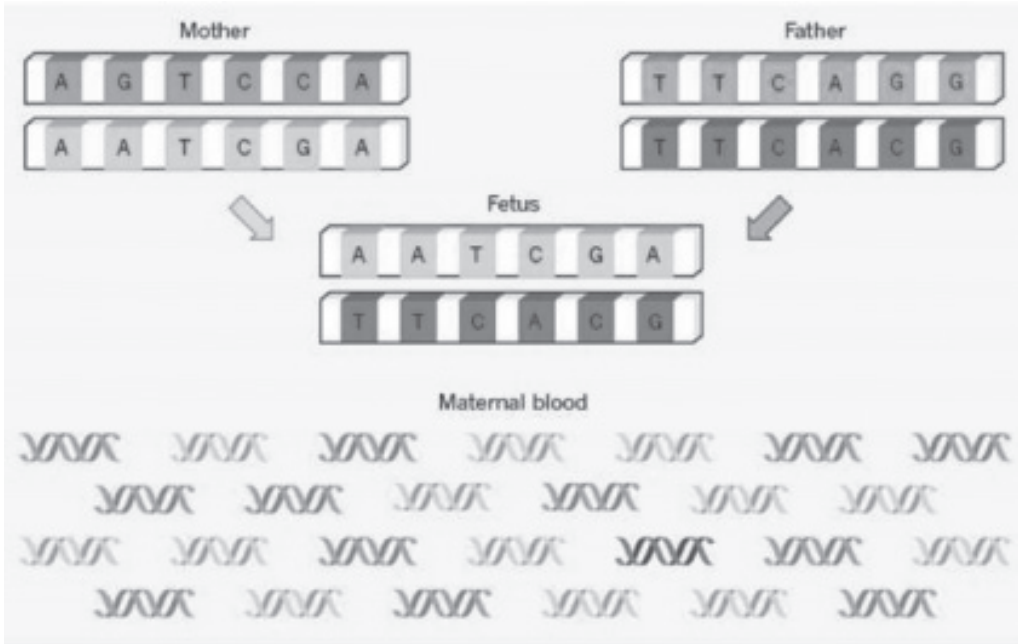 Mother
Father
A G T C C A
T T C A G G
A A T C G A
T T C A C G
Fetus
A A T C G A
T T C A C G
Maternal blood